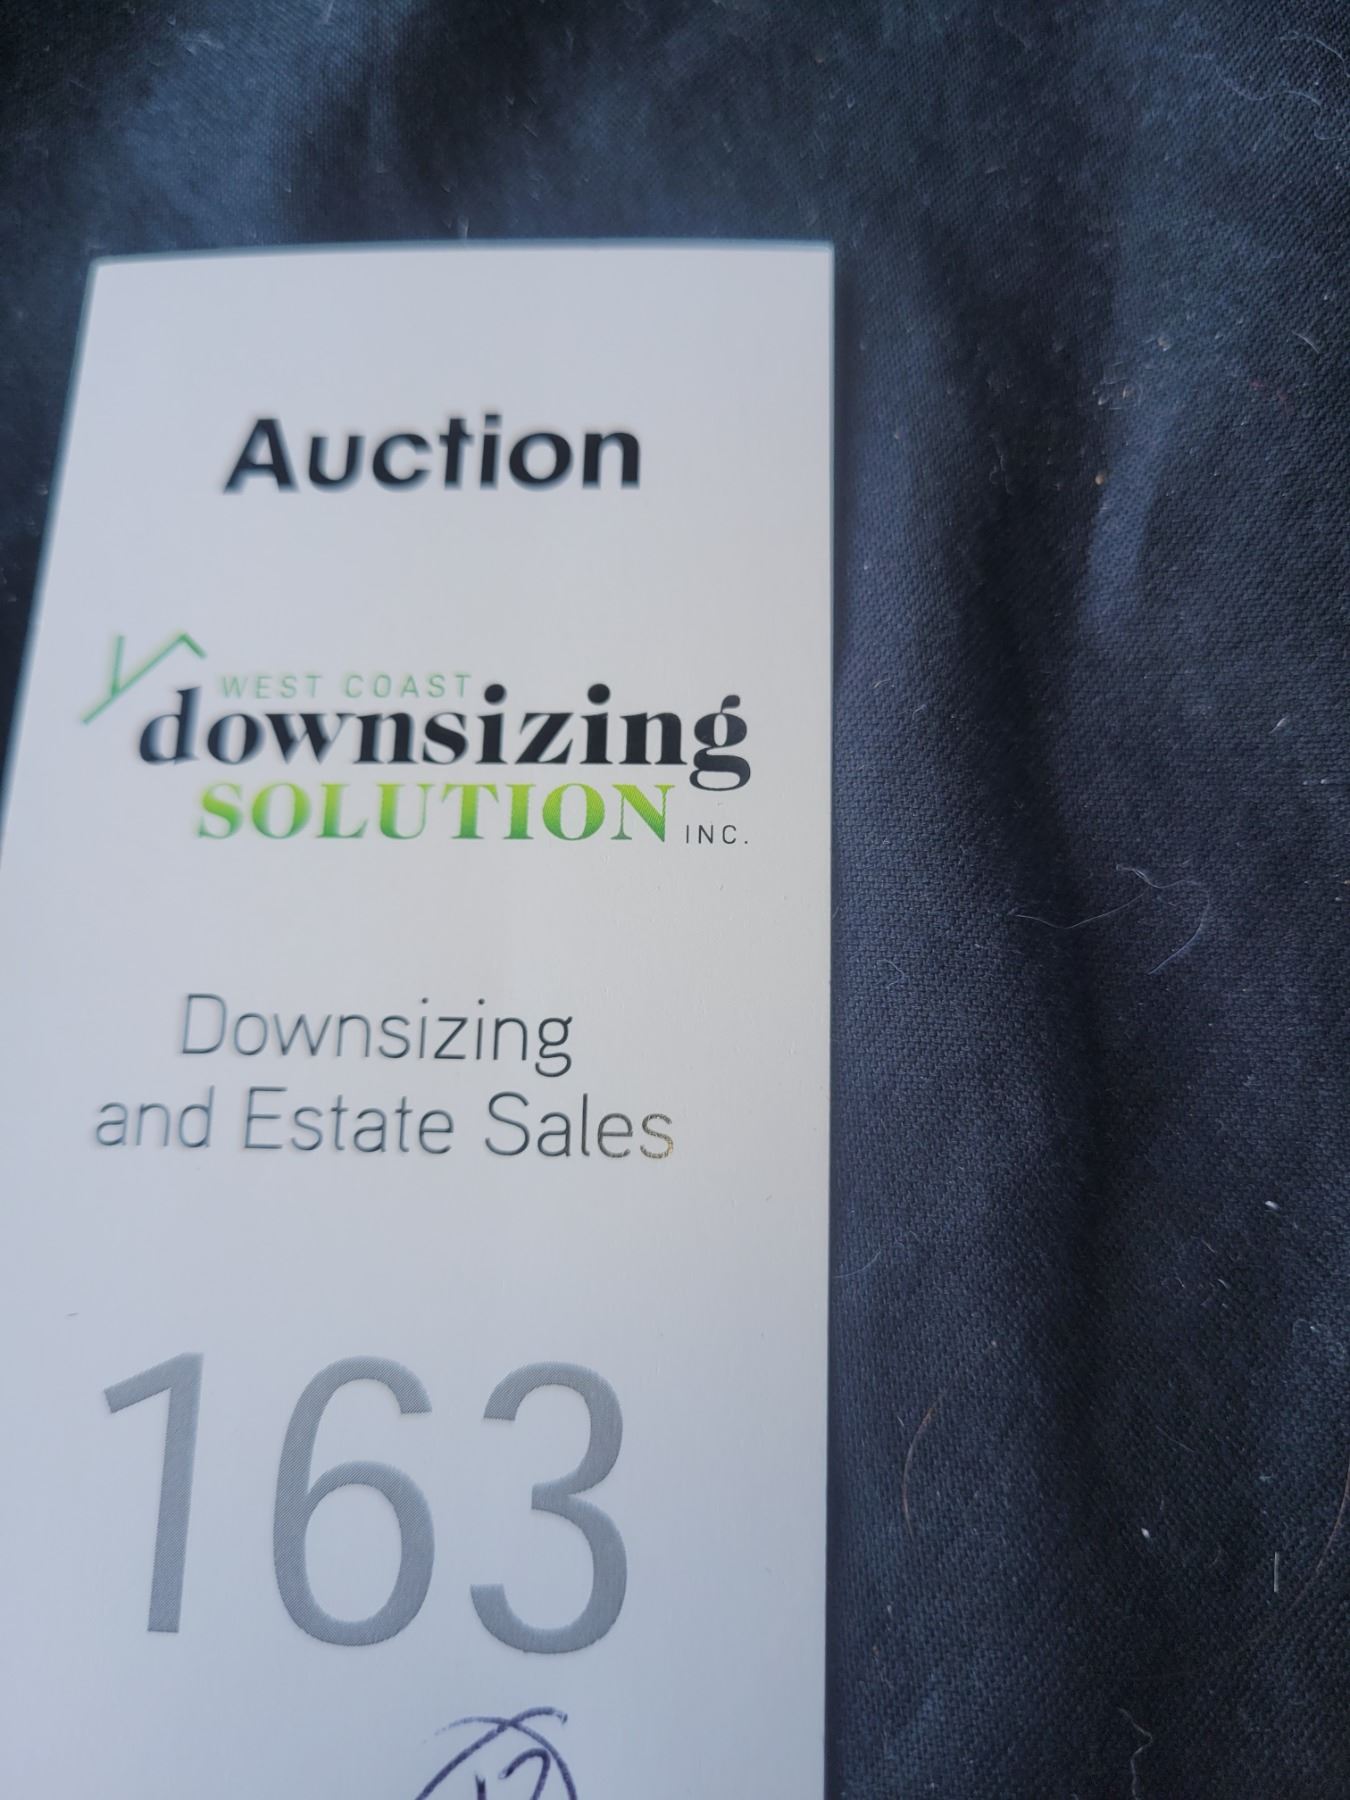 Auction
WEST COAST
downsizing
SOLUTION INC.
Downsizing
and Estate Sales
163